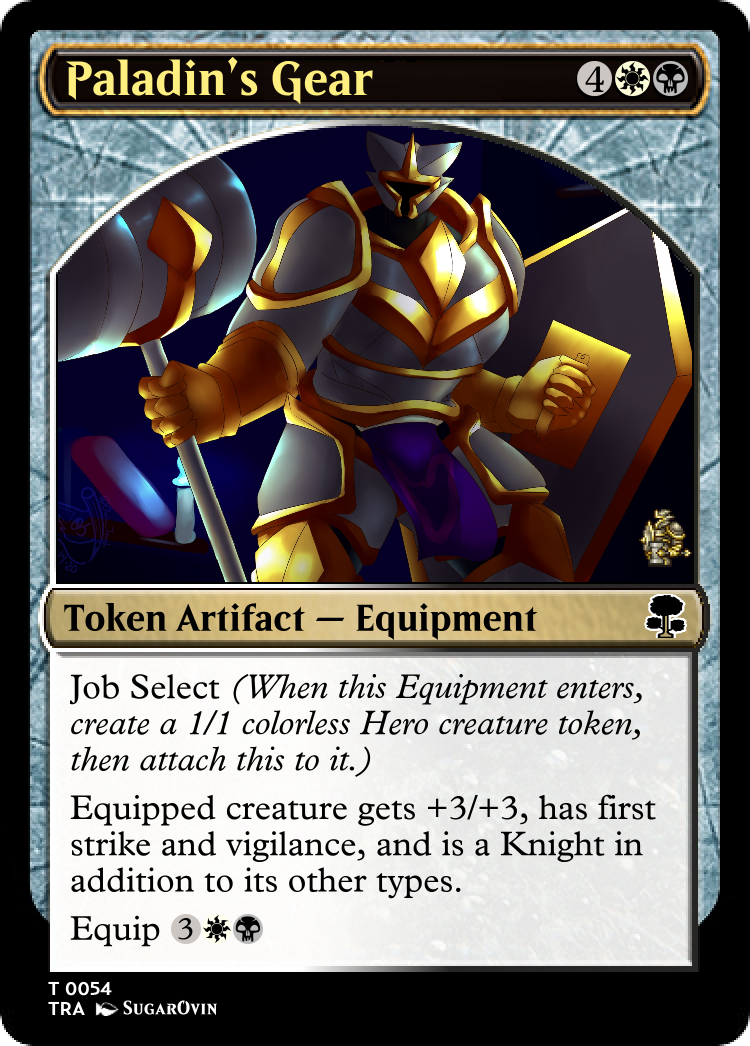 Paladin's Gear 4
Token Artifact — Equipment
Job Select (When this Equipment enters,
create a 1/1 colorless Hero creature token,
then attach this to it.)
Equipped creature gets +3/+3, has first
strike and vigilance, and is a Knight in
addition to its other types.
Equip 3
T 0054
TRA SugarOvin